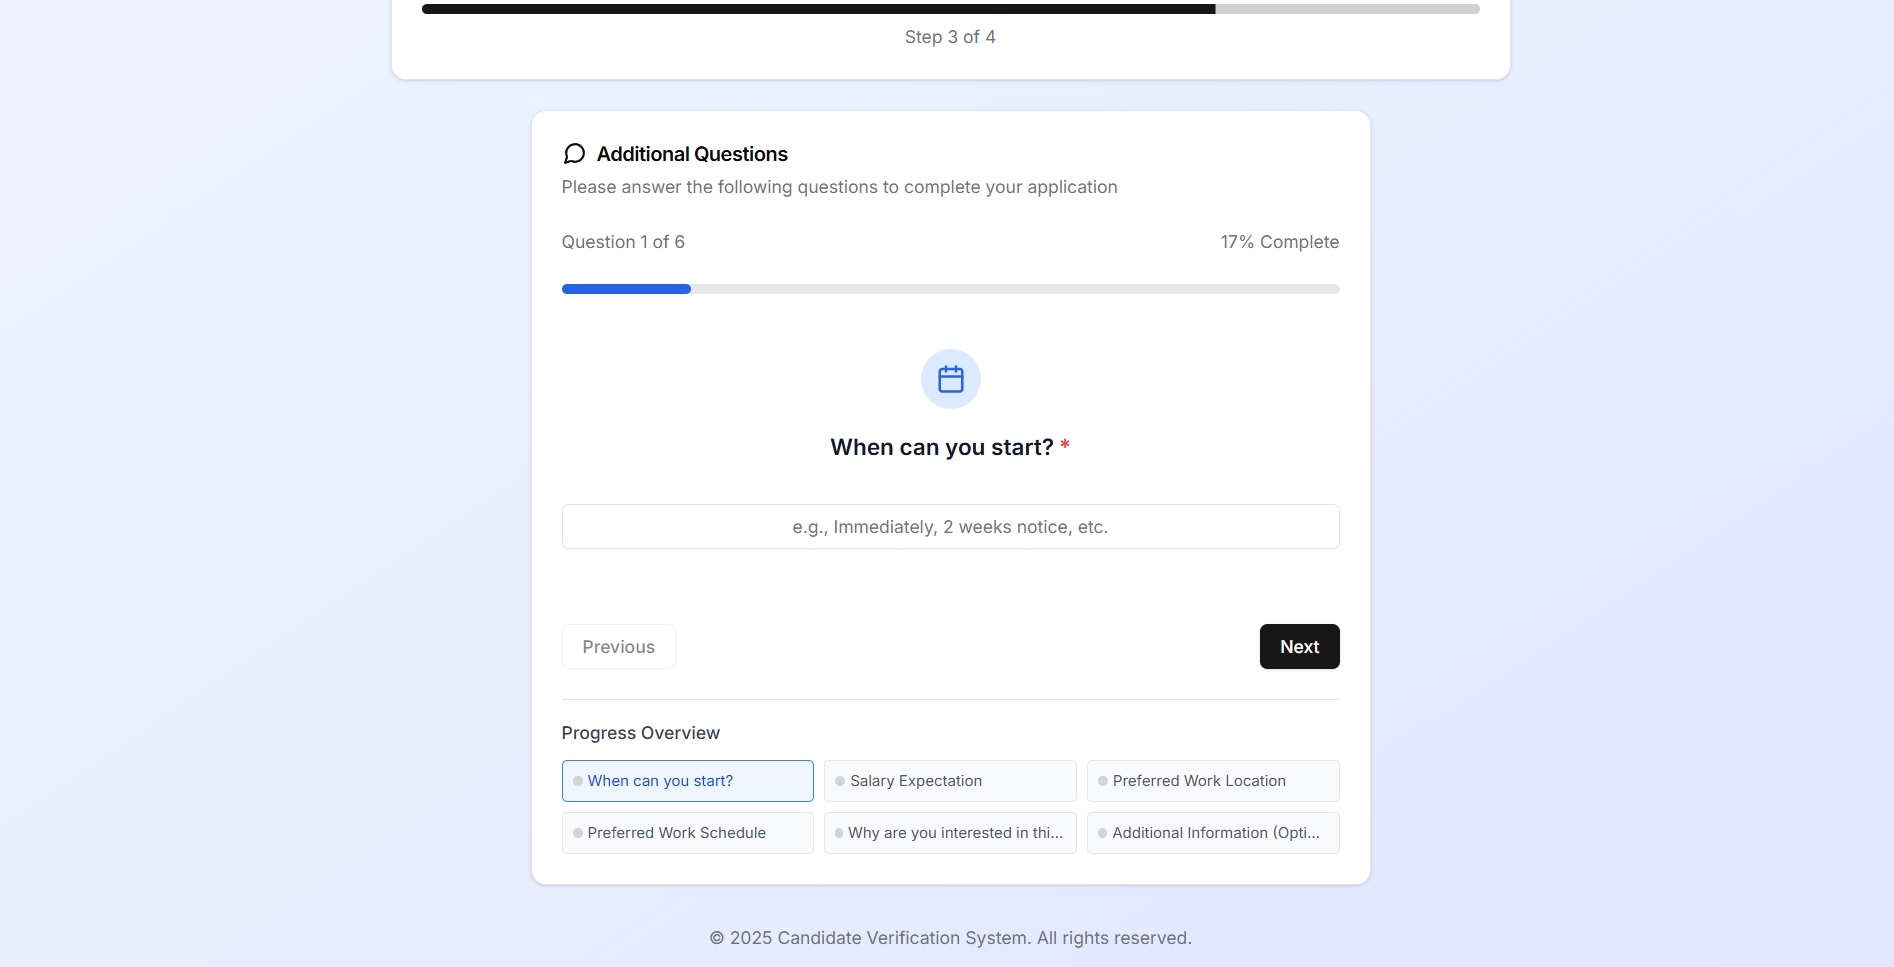 Step 3 of 4
Additional Questions
Please answer the following questions to complete your application
Question 1 of 6
17% Complete
When can you start? *
e.g., Immediately, 2 weeks notice, etc.
Previous
Next
Progress Overview
When can you start?
Salary Expectation
Preferred Work Location
Preferred Work Schedule
Why are you interested in thi...
Additional Information (Opti...
© 2025 Candidate Verification System. All rights reserved.